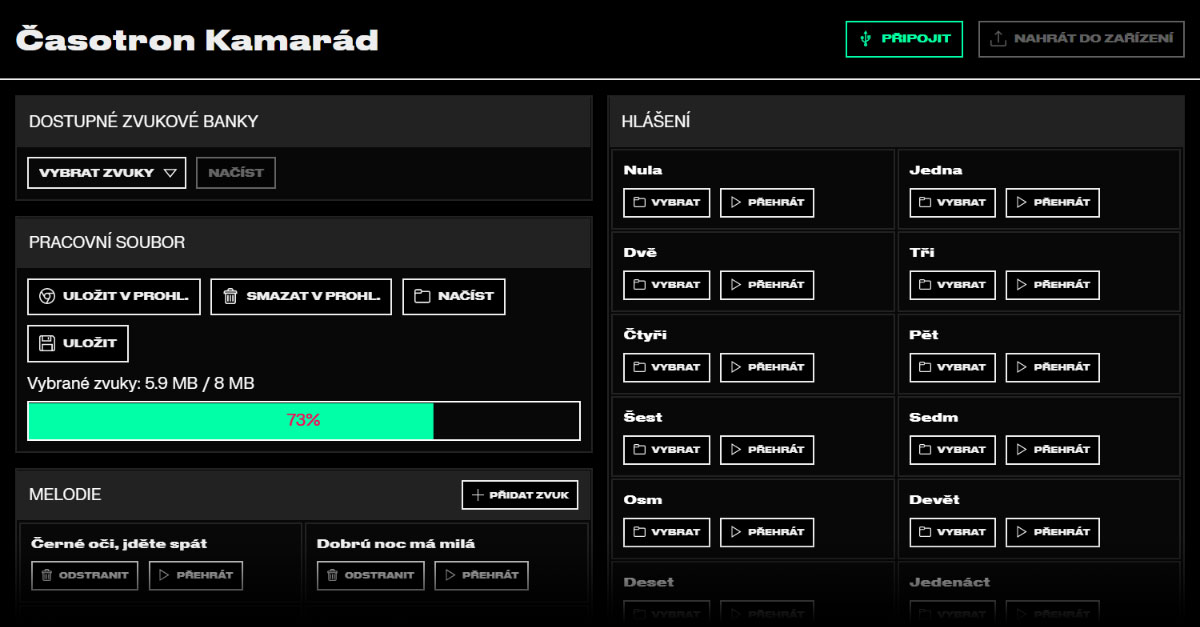 Časotron Kamarád
PŘIPOJIT
NAHRÁT DO ZAŘÍZENÍ
DOSTUPNÉ ZVUKOVÉ BANKY
VYBRAT ZVUKY
NAČÍST
PRACOVNÍ SOUBOR
ULOŽIT V PROHL.
SMAZAT V PROHL.
NAČÍST
ULOŽIT
Vybrané zvuky: 5.9 MB / 8 MB
73%
MELODIE
PŘIDAT ZVUK
Černé oči, jděte spát
ODSTRANIT
PŘEHRÁT
Dobrú noc má milá
ODSTRANIT
PŘEHRÁT
HLÁŠENÍ
Nula
VYBRAT
PŘEHRÁT
Jedna
VYBRAT
PŘEHRÁT
Dvě
VYBRAT
PŘEHRÁT
Tři
VYBRAT
PŘEHRÁT
Čtyři
VYBRAT
PŘEHRÁT
Pět
VYBRAT
PŘEHRÁT
Šest
VYBRAT
PŘEHRÁT
Sedm
VYBRAT
PŘEHRÁT
Osm
VYBRAT
PŘEHRÁT
Devět
VYBRAT
PŘEHRÁT
Deset
VYBRAT
PŘEHRÁT
Jedenáct
VYBRAT
PŘEHRÁT